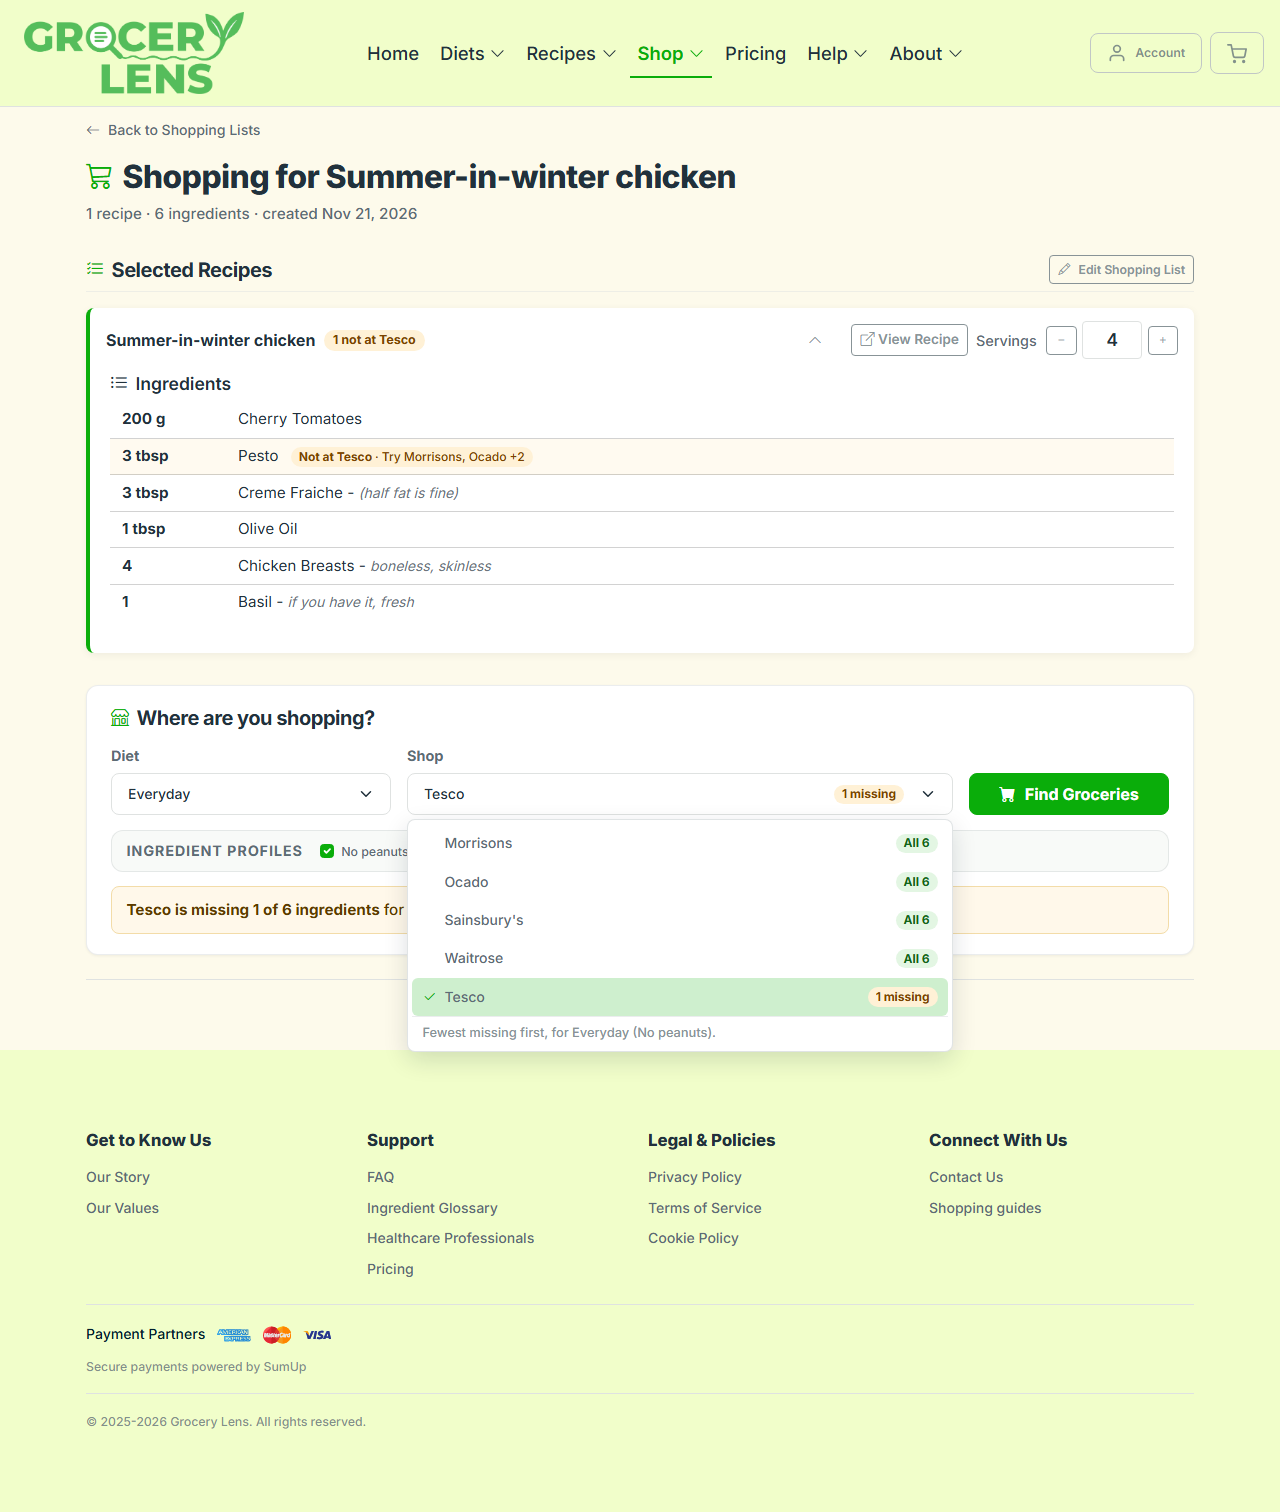 GROCERY
LENS
Home Diets Recipes Shop Pricing Help About
Account
Back to Shopping Lists
Shopping for Summer-in-winter chicken
1 recipe · 6 ingredients · created Nov 21, 2026
Selected Recipes
Edit Shopping List
Summer-in-winter chicken 1 not at Tesco
View Recipe Servings − 4 +
Ingredients
200 g Cherry Tomatoes
3 tbsp Pesto Not at Tesco · Try Morrisons, Ocado +2
3 tbsp Creme Fraiche - (half fat is fine)
1 tbsp Olive Oil
4 Chicken Breasts - boneless, skinless
1 Basil - if you have it, fresh
Where are you shopping?
Diet Shop
Everyday Tesco 1 missing Find Groceries
INGREDIENT PROFILES No peanuts
Tesco is missing 1 of 6 ingredients for
Morrisons All 6
Ocado All 6
Sainsbury's All 6
Waitrose All 6
Tesco 1 missing
Fewest missing first, for Everyday (No peanuts).
Get to Know Us
Our Story
Our Values
Support
FAQ
Ingredient Glossary
Healthcare Professionals
Pricing
Legal & Policies
Privacy Policy
Terms of Service
Cookie Policy
Connect With Us
Contact Us
Shopping guides
Payment Partners AMERICAN EXPRESS MasterCard VISA
Secure payments powered by SumUp
© 2025-2026 Grocery Lens. All rights reserved.